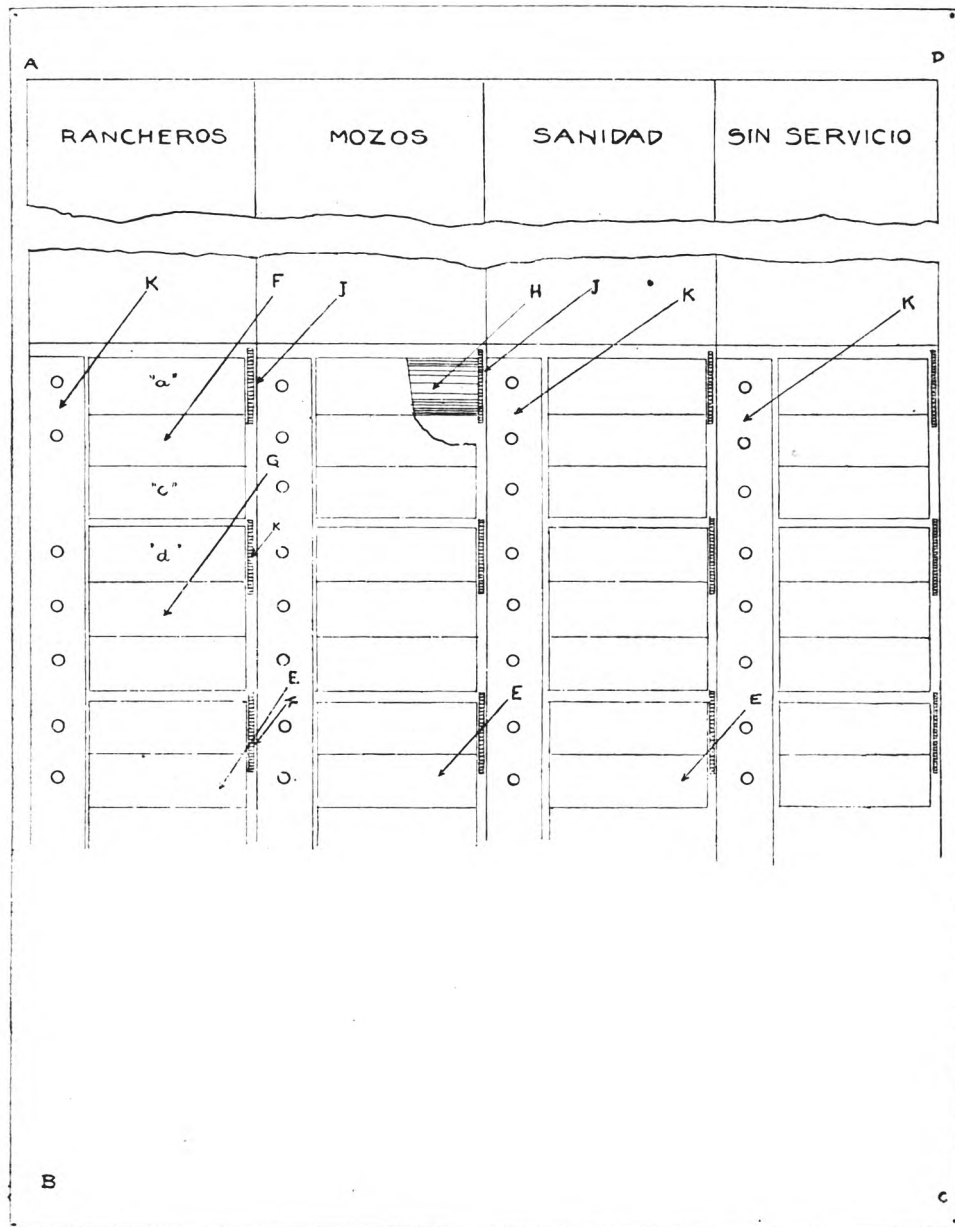 A D
RANCHEROS MOZOS SANIDAD SIN SERVICIO
K F J H J K K
"a"
G
"c"
K
"d"
E E E
K
B C